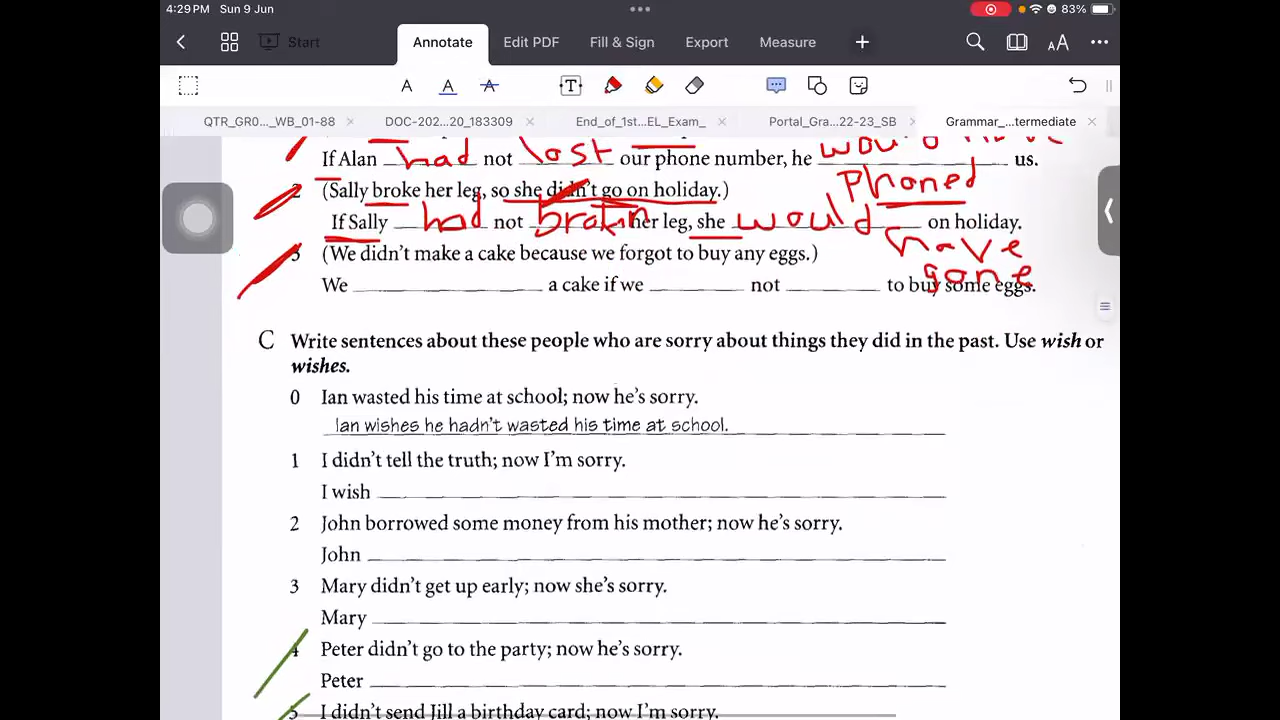 4:29 PM Sun 9 Jun 83%
Start Annotate Edit PDF Fill & Sign Export Measure
QTR_GR0..._WB_01-88 DOC-202...20_183309 End_of_1st...EL_Exam_ Portal_Gra...22-23_SB Grammar_...termediate
If Alan had not lost our phone number, he would have us.
phoned
2 (Sally broke her leg, so she didn't go on holiday.)
If Sally had not broken her leg, she would on holiday.
have
gone
3 (We didn't make a cake because we forgot to buy any eggs.)
We a cake if we not to buy some eggs.
C Write sentences about these people who are sorry about things they did in the past. Use wish or
wishes.
0 Ian wasted his time at school; now he's sorry.
Ian wishes he hadn't wasted his time at school.
1 I didn't tell the truth; now I'm sorry.
I wish
2 John borrowed some money from his mother; now he's sorry.
John
3 Mary didn't get up early; now she's sorry.
Mary
4 Peter didn't go to the party; now he's sorry.
Peter
5 I didn't send Jill a birthday card; now I'm sorry.